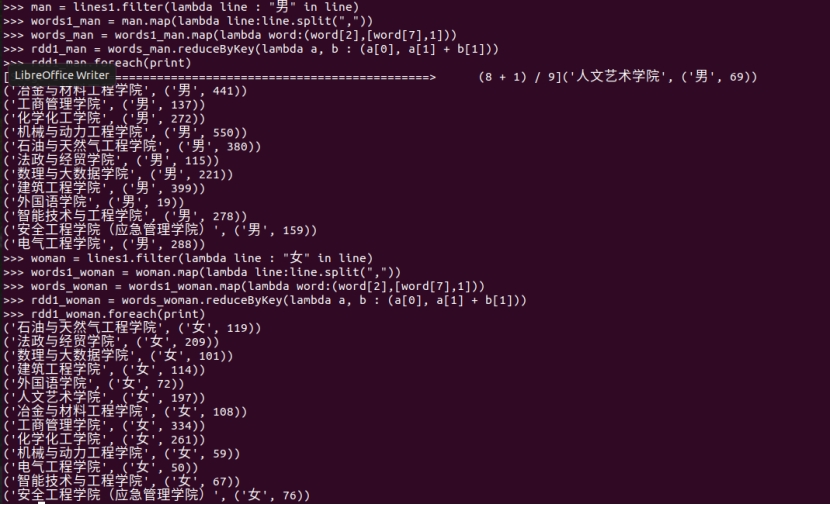 >>> man = lines1.filter(lambda line : "男" in line)
>>> words1_man = man.map(lambda line:line.split(","))
>>> words_man = words1_man.map(lambda word:(word[2],[word[7],1]))
>>> rdd1_man = words_man.reduceByKey(lambda a, b : (a[0], a[1] + b[1]))
>>> rdd1_man.foreach(print)
LibreOffice Writer ============================================> (8 + 1) / 9]('人文艺术学院', ('男', 69))
('冶金与材料工程学院', ('男', 441))
('工商管理学院', ('男', 137))
('化学化工学院', ('男', 272))
('机械与动力工程学院', ('男', 550))
('石油与天然气工程学院', ('男', 380))
('法政与经贸学院', ('男', 115))
('数理与大数据学院', ('男', 221))
('建筑工程学院', ('男', 399))
('外国语学院', ('男', 19))
('智能技术与工程学院', ('男', 278))
('安全工程学院（应急管理学院）', ('男', 159))
('电气工程学院', ('男', 288))
>>> woman = lines1.filter(lambda line : "女" in line)
>>> words1_woman = woman.map(lambda line:line.split(","))
>>> words_woman = words1_woman.map(lambda word:(word[2],[word[7],1]))
>>> rdd1_woman = words_woman.reduceByKey(lambda a, b : (a[0], a[1] + b[1]))
>>> rdd1_woman.foreach(print)
('石油与天然气工程学院', ('女', 119))
('法政与经贸学院', ('女', 209))
('数理与大数据学院', ('女', 101))
('建筑工程学院', ('女', 114))
('外国语学院', ('女', 72))
('人文艺术学院', ('女', 197))
('冶金与材料工程学院', ('女', 108))
('工商管理学院', ('女', 334))
('化学化工学院', ('女', 261))
('机械与动力工程学院', ('女', 59))
('电气工程学院', ('女', 50))
('智能技术与工程学院', ('女', 67))
('安全工程学院（应急管理学院）', ('女', 76))